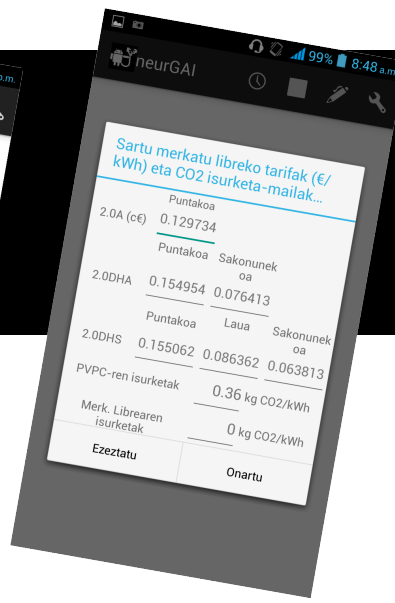 o.m.
99% 8:48 a.m.
neurGAI
Sartu merkatu libreko tarifak (€/
kWh) eta CO2 isurketa-mailak...
Puntakoa
2.0A (c€) 0.129734
Puntakoa Sakonunek
oa
2.0DHA 0.154954 0.076413
Puntakoa Laua Sakonunek
oa
2.0DHS 0.155062 0.086362 0.063813
PVPC-ren isurketak 0.36 kg CO2/kWh
Merk. Librearen
isurketak 0 kg CO2/kWh
Ezeztatu Onartu